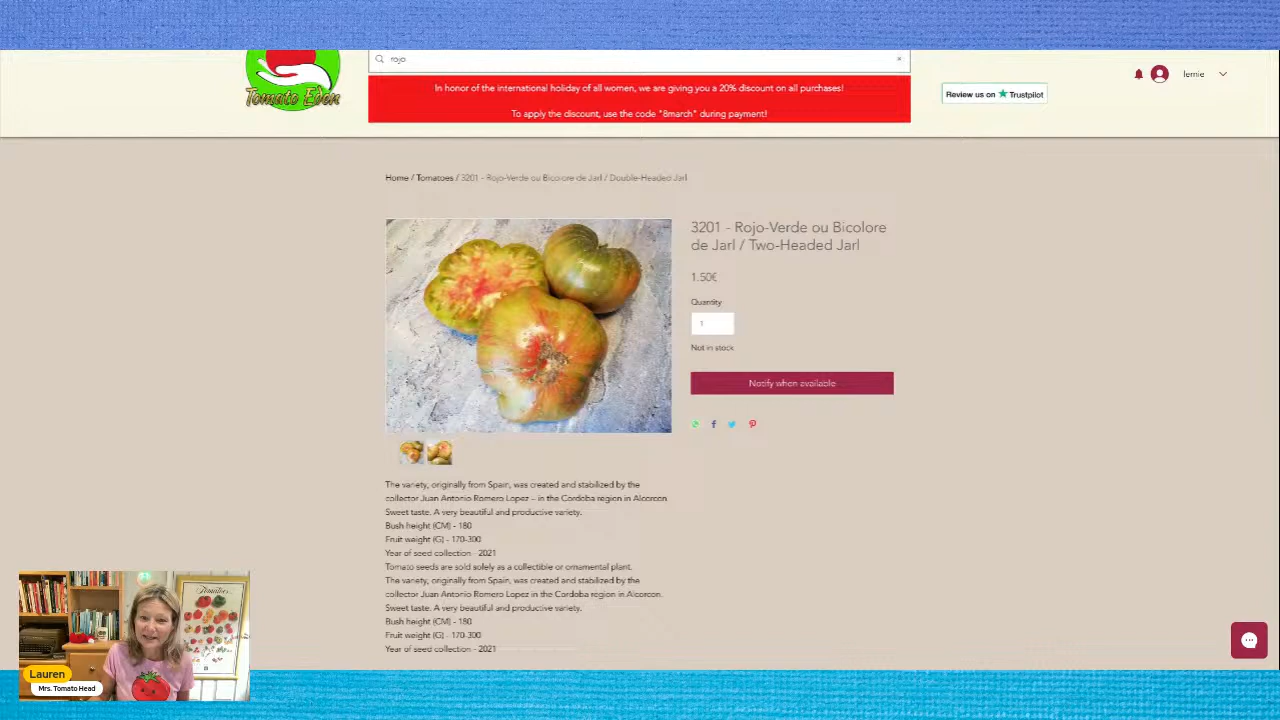 rojo
×
Tomato Eden
In honor of the international holiday of all women, we are giving you a 20% discount on all purchases!
To apply the discount, use the code "8march" during payment!
lernie
Review us on ★ Trustpilot
Home / Tomatoes / 3201 - Rojo-Verde ou Bicolore de Jarl / Double-Headed Jarl
3201 - Rojo-Verde ou Bicolore
de Jarl / Two-Headed Jarl
1.50€
Quantity
1
Not in stock
Notify when available
The variety, originally from Spain, was created and stabilized by the
collector Juan Antonio Romero Lopez – in the Cordoba region in Alcorcon
Sweet taste. A very beautiful and productive variety.
Bush height (CM) - 180
Fruit weight (G) - 170-300
Year of seed collection - 2021
Tomato seeds are sold solely as a collectible or ornamental plant.
The variety, originally from Spain, was created and stabilized by the
collector Juan Antonio Romero Lopez in the Cordoba region in Alcorcon.
Sweet taste. A very beautiful and productive variety.
Bush height (CM) - 180
Fruit weight (G) - 170-300
Year of seed collection - 2021
Tomatoes
Lauren
Mrs. Tomato Head